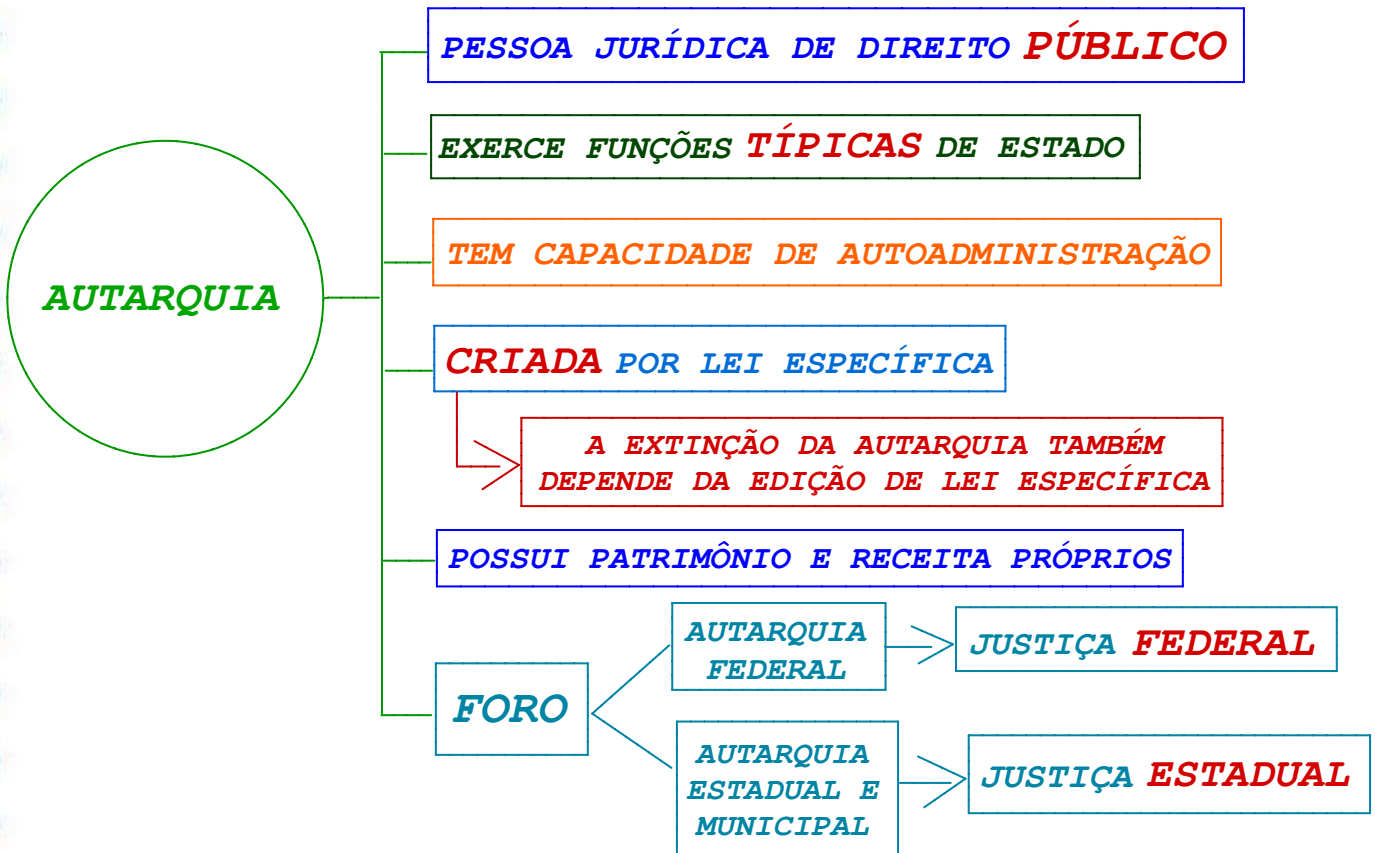 PESSOA JURÍDICA DE DIREITO PÚBLICO
EXERCE FUNÇÕES TÍPICAS DE ESTADO
TEM CAPACIDADE DE AUTOADMINISTRAÇÃO
AUTARQUIA
CRIADA POR LEI ESPECÍFICA
A EXTINÇÃO DA AUTARQUIA TAMBÉM
DEPENDE DA EDIÇÃO DE LEI ESPECÍFICA
POSSUI PATRIMÔNIO E RECEITA PRÓPRIOS
FORO
AUTARQUIA
FEDERAL
JUSTIÇA FEDERAL
AUTARQUIA
ESTADUAL E
MUNICIPAL
JUSTIÇA ESTADUAL